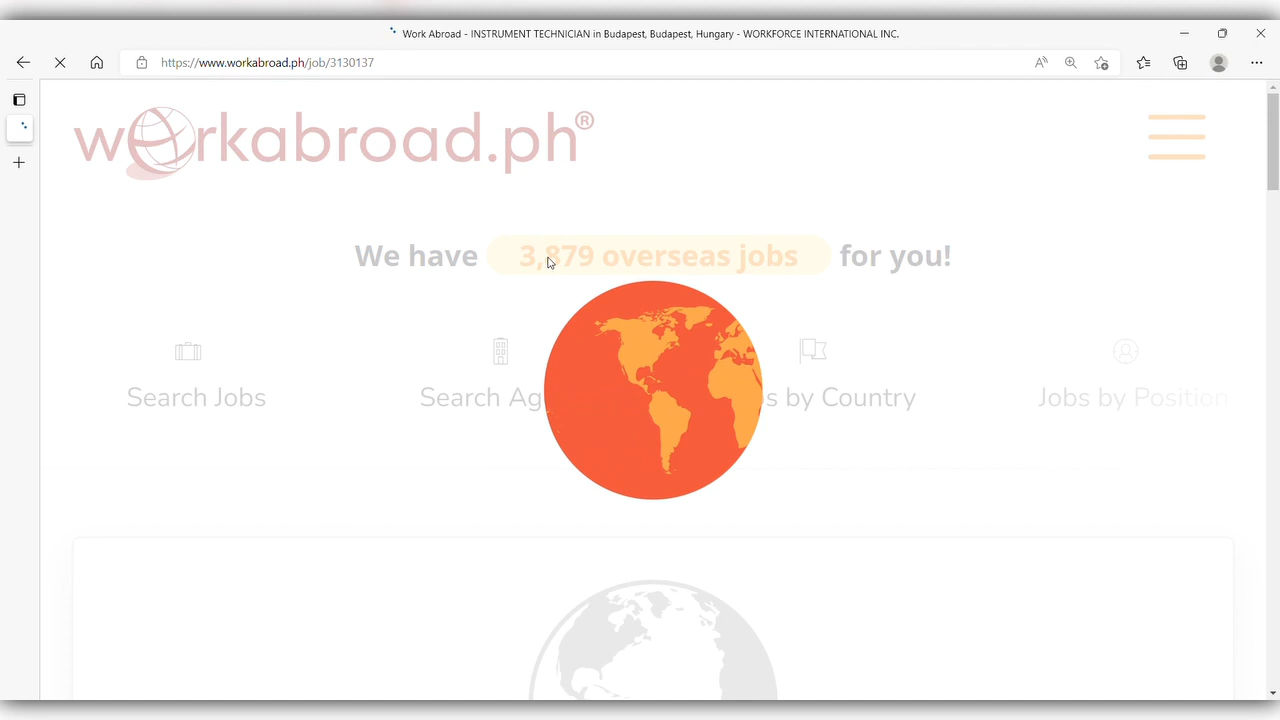 Work Abroad - INSTRUMENT TECHNICIAN in Budapest, Budapest, Hungary - WORKFORCE INTERNATIONAL INC.
https://www.workabroad.ph/job/3130137
workabroad.ph®
We have 3,879 overseas jobs for you!
Search Jobs
Search Ag
s by Country
Jobs by Position